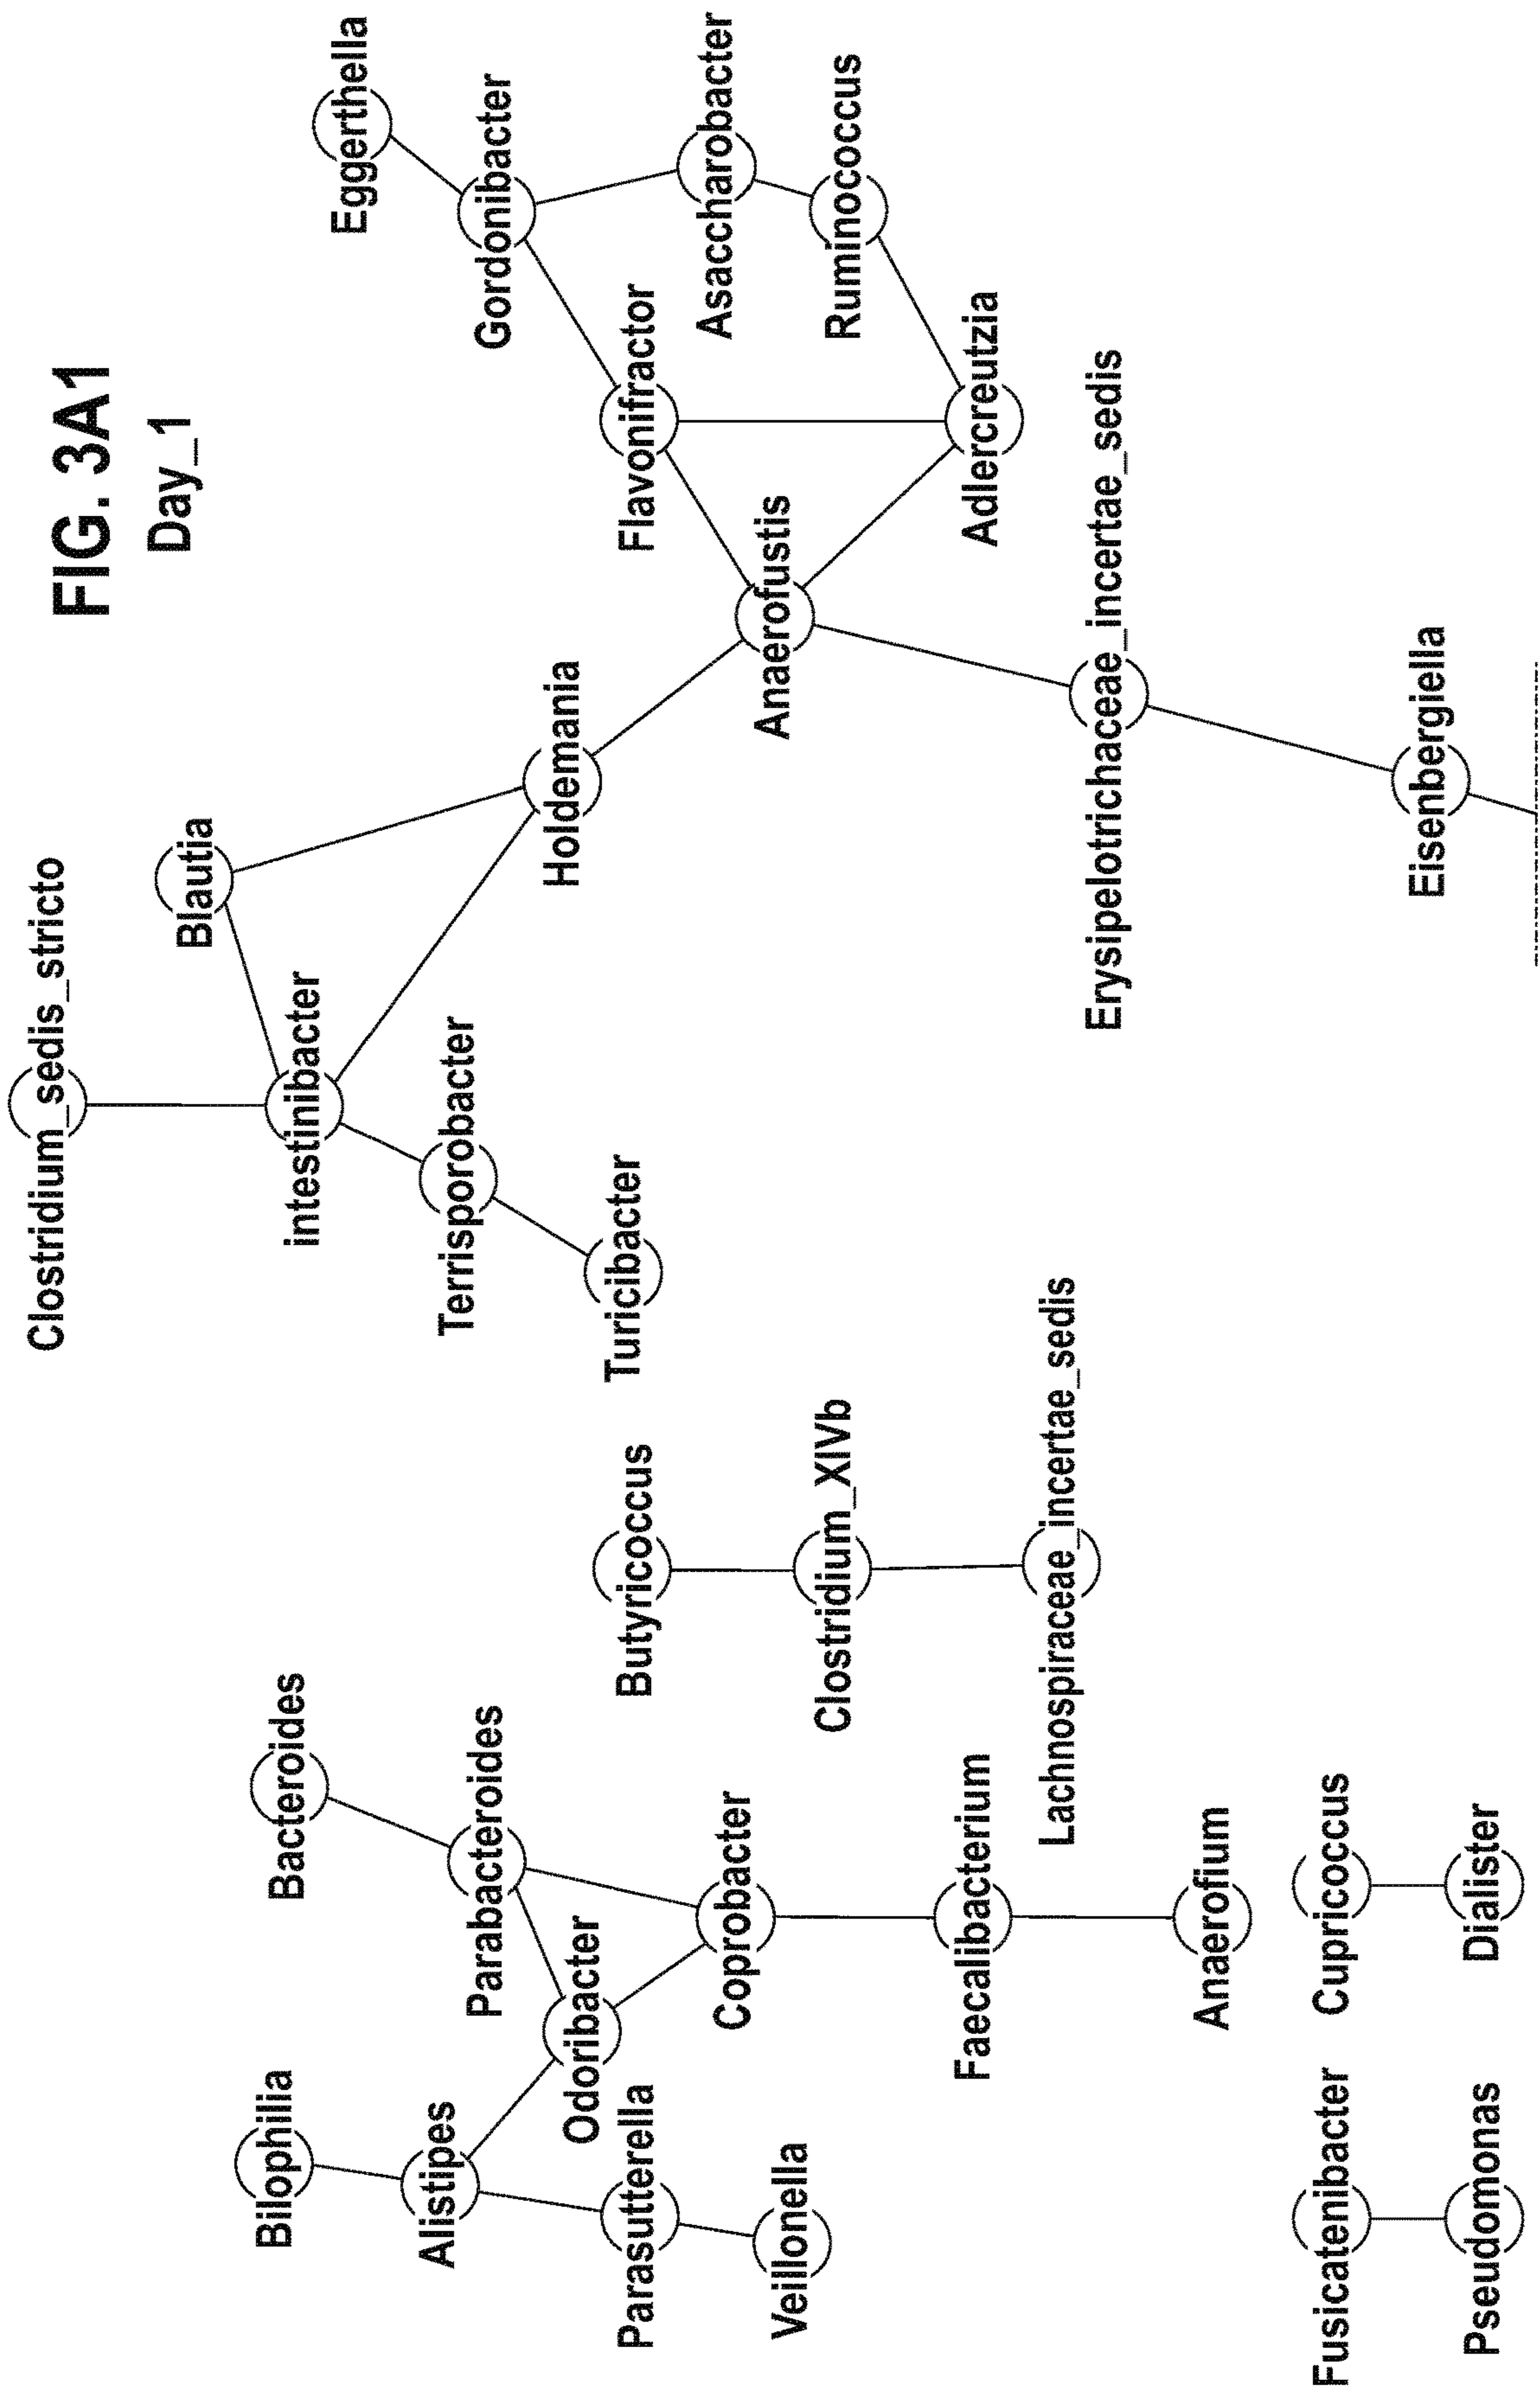 FIG. 3A1
Day_1
Clostridium_sedis_stricto
Blautia
intestinibacter
Eggerthella
Terrisporobacter
Gordonibacter
Holdemania
Turicibacter
Flavonifractor
Asaccharobacter
Anaerofustis
Ruminococcus
Adlercreutzia
Erysipelotrichaceae_incertae_sedis
Eisenbergiella
Bilophilia
Bacteroides
Alistipes
Parabacteroides
Odoribacter
Parasutterella
Butyricoccus
Coprobacter
Veillonella
Clostridium_XIVb
Faecalibacterium
Lachnospiraceae_incertae_sedis
Anaerofium
Fusicatenibacter
Cupricoccus
Pseudomonas
Dialister